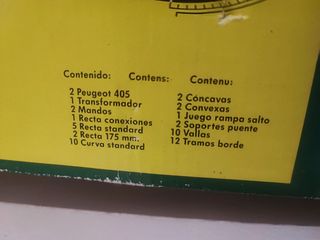 Contenido: Contens: Contenu:
2 Peugeot 405
1 Transformador
2 Mandos
1 Recta conexiones
5 Recta standard
2 Recta 175 mm.
10 Curva standard
2 Cóncavas
2 Convexas
1 Juego rampa salto
2 Soportes puente
10 Vallas
12 Tramos borde